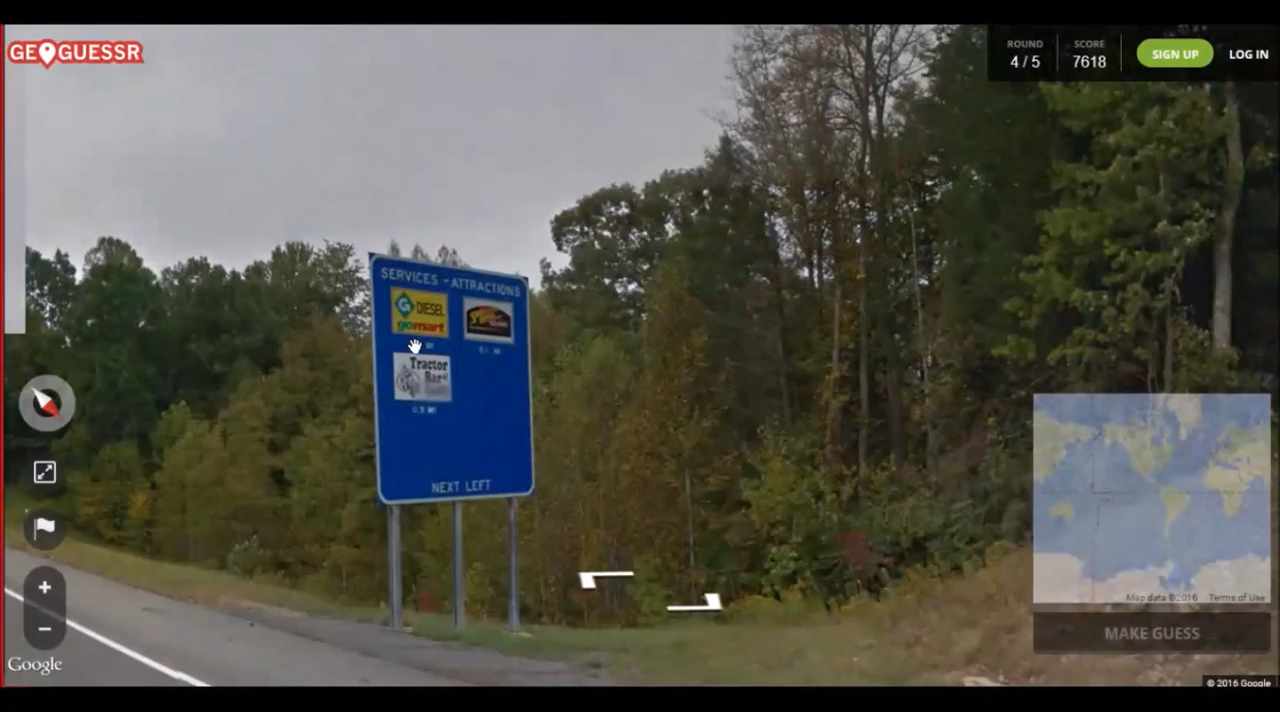 GEOGUESSR
ROUND
4 / 5
SCORE
7618
SIGN UP
LOG IN
SERVICES - ATTRACTIONS
G DIESEL
gomart
Tractor
NEXT LEFT
Map data ©2016
Terms of Use
MAKE GUESS
Google
© 2016 Google